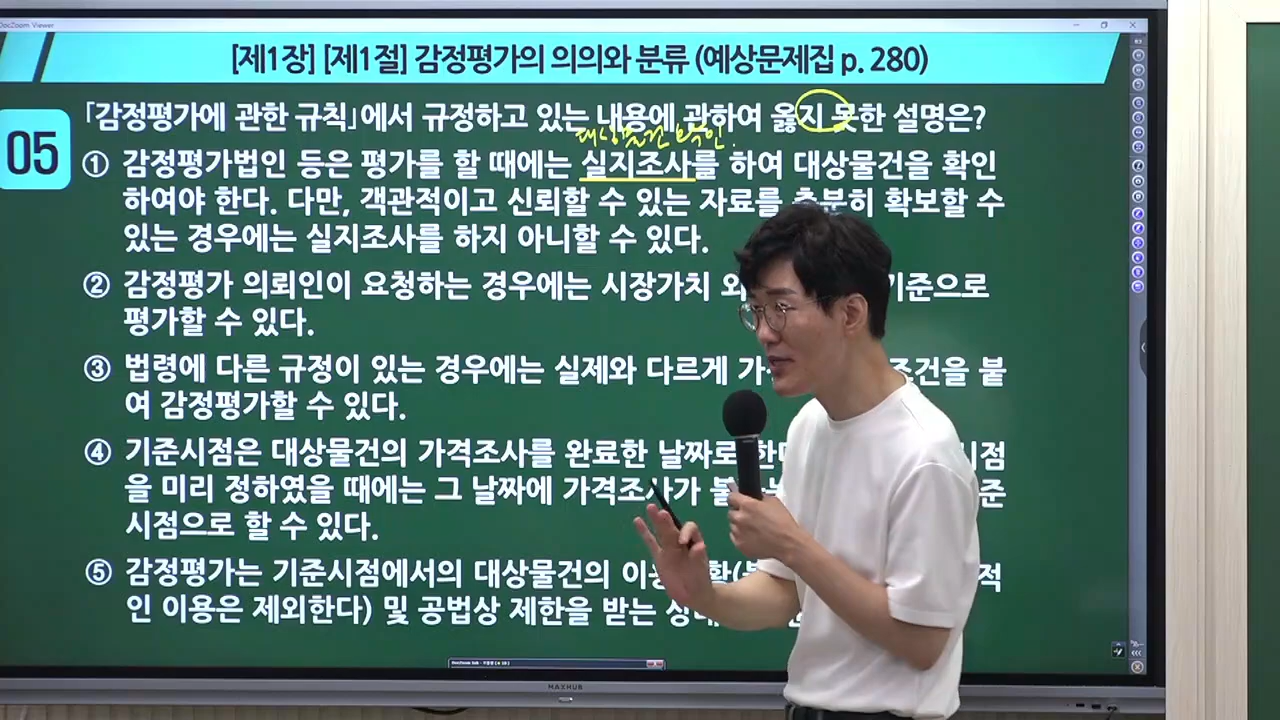 DocZoom Viewer
[제1장] [제1절] 감정평가의 의의와 분류 (예상문제집 p. 280)
05
「감정평가에 관한 규칙」에서 규정하고 있는 내용에 관하여 옳지 못한 설명은?
대상물건 확인
① 감정평가법인 등은 평가를 할 때에는 실지조사를 하여 대상물건을 확인
하여야 한다. 다만, 객관적이고 신뢰할 수 있는 자료를 충분히 확보할 수
있는 경우에는 실지조사를 하지 아니할 수 있다.
② 감정평가 의뢰인이 요청하는 경우에는 시장가치 외 기준으로
평가할 수 있다.
③ 법령에 다른 규정이 있는 경우에는 실제와 다르게 가 조건을 붙
여 감정평가할 수 있다.
④ 기준시점은 대상물건의 가격조사를 완료한 날짜로 한다 시점
을 미리 정하였을 때에는 그 날짜에 가격조사가 불 준
시점으로 할 수 있다.
⑤ 감정평가는 기준시점에서의 대상물건의 이용 황(불 적
인 이용은 제외한다) 및 공법상 제한을 받는 상태
MAXHUB